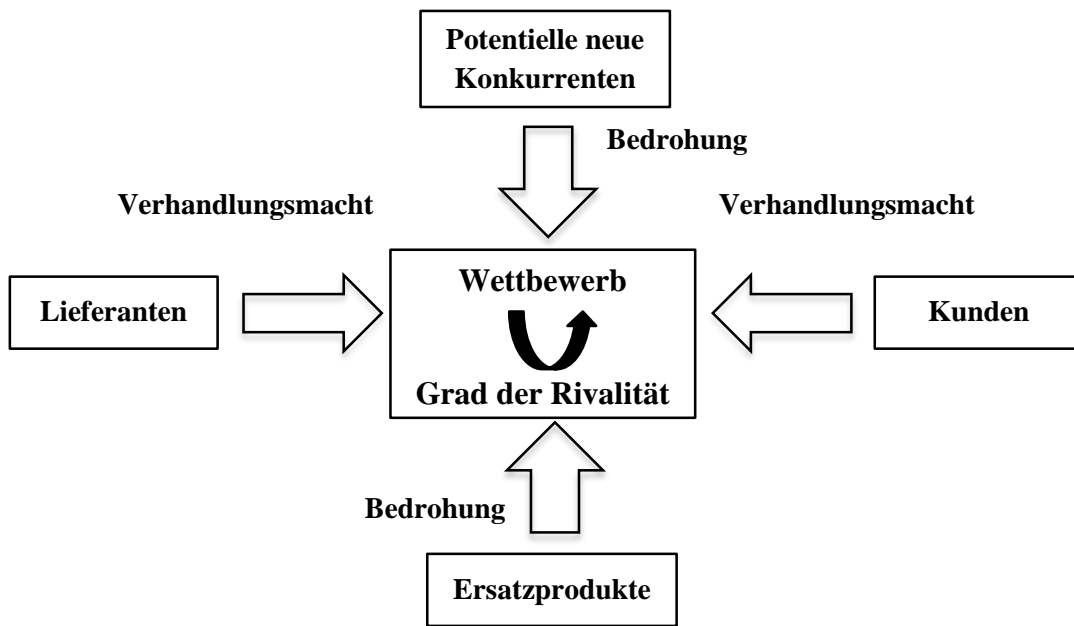 Potentielle neue
Konkurrenten
Bedrohung
Verhandlungsmacht
Verhandlungsmacht
Lieferanten
Wettbewerb
Grad der Rivalität
Kunden
Bedrohung
Ersatzprodukte